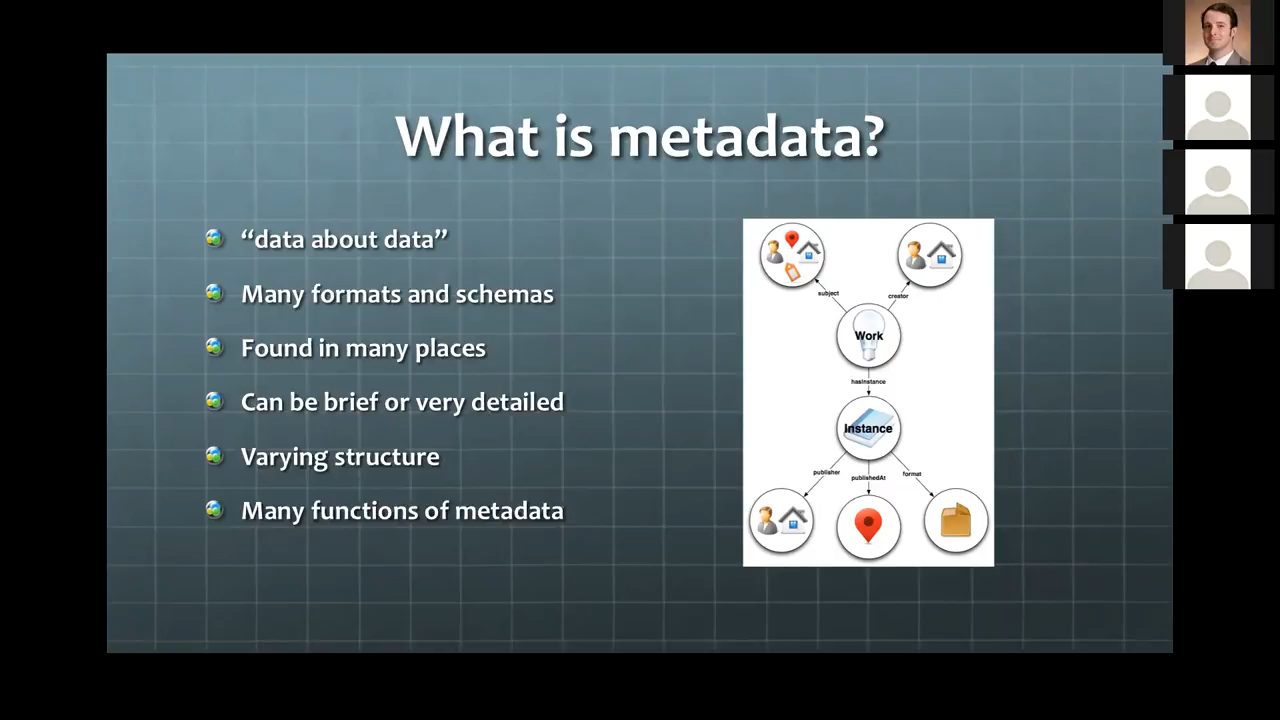 What is metadata?
“data about data”
Many formats and schemas
Found in many places
Can be brief or very detailed
Varying structure
Many functions of metadata
subject
creator
Work
hasInstance
Instance
publisher
publishedAt
format